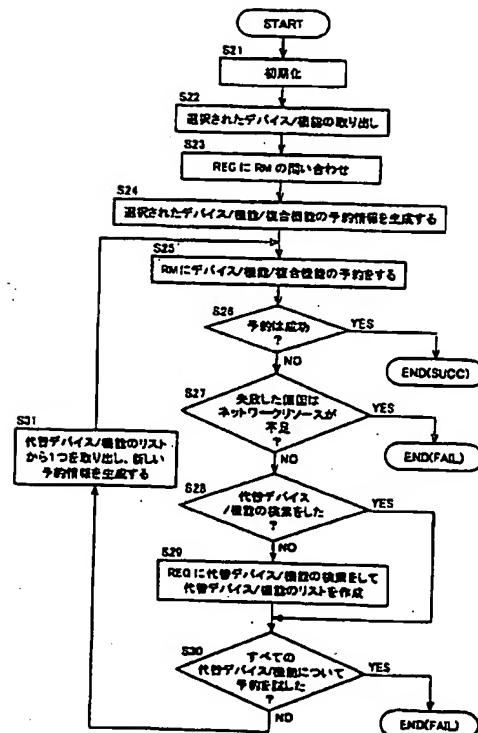 START
S21
初期化
S22
選択されたデバイス/機能の取り出し
S23
REGにRMの問い合わせ
S24
選択されたデバイス/機能/複合機能の予約情報を生成する
S25
RMにデバイス/機能/複合機能の予約をする
S26
予約は成功
?
YES
END(SUCC)
NO
S27
失敗した原因は
ネットワークリソースが
不足
?
YES
END(FAIL)
NO
S28
代替デバイス
/機能の検索をした
?
YES
NO
S29
REGに代替デバイス/機能の検索をして
代替デバイス/機能のリストを作成
S30
すべての
代替デバイス/機能について
予約を試した
?
YES
END(FAIL)
NO
S31
代替デバイス/機能のリスト
から1つを取り出し、新しい
予約情報を生成する